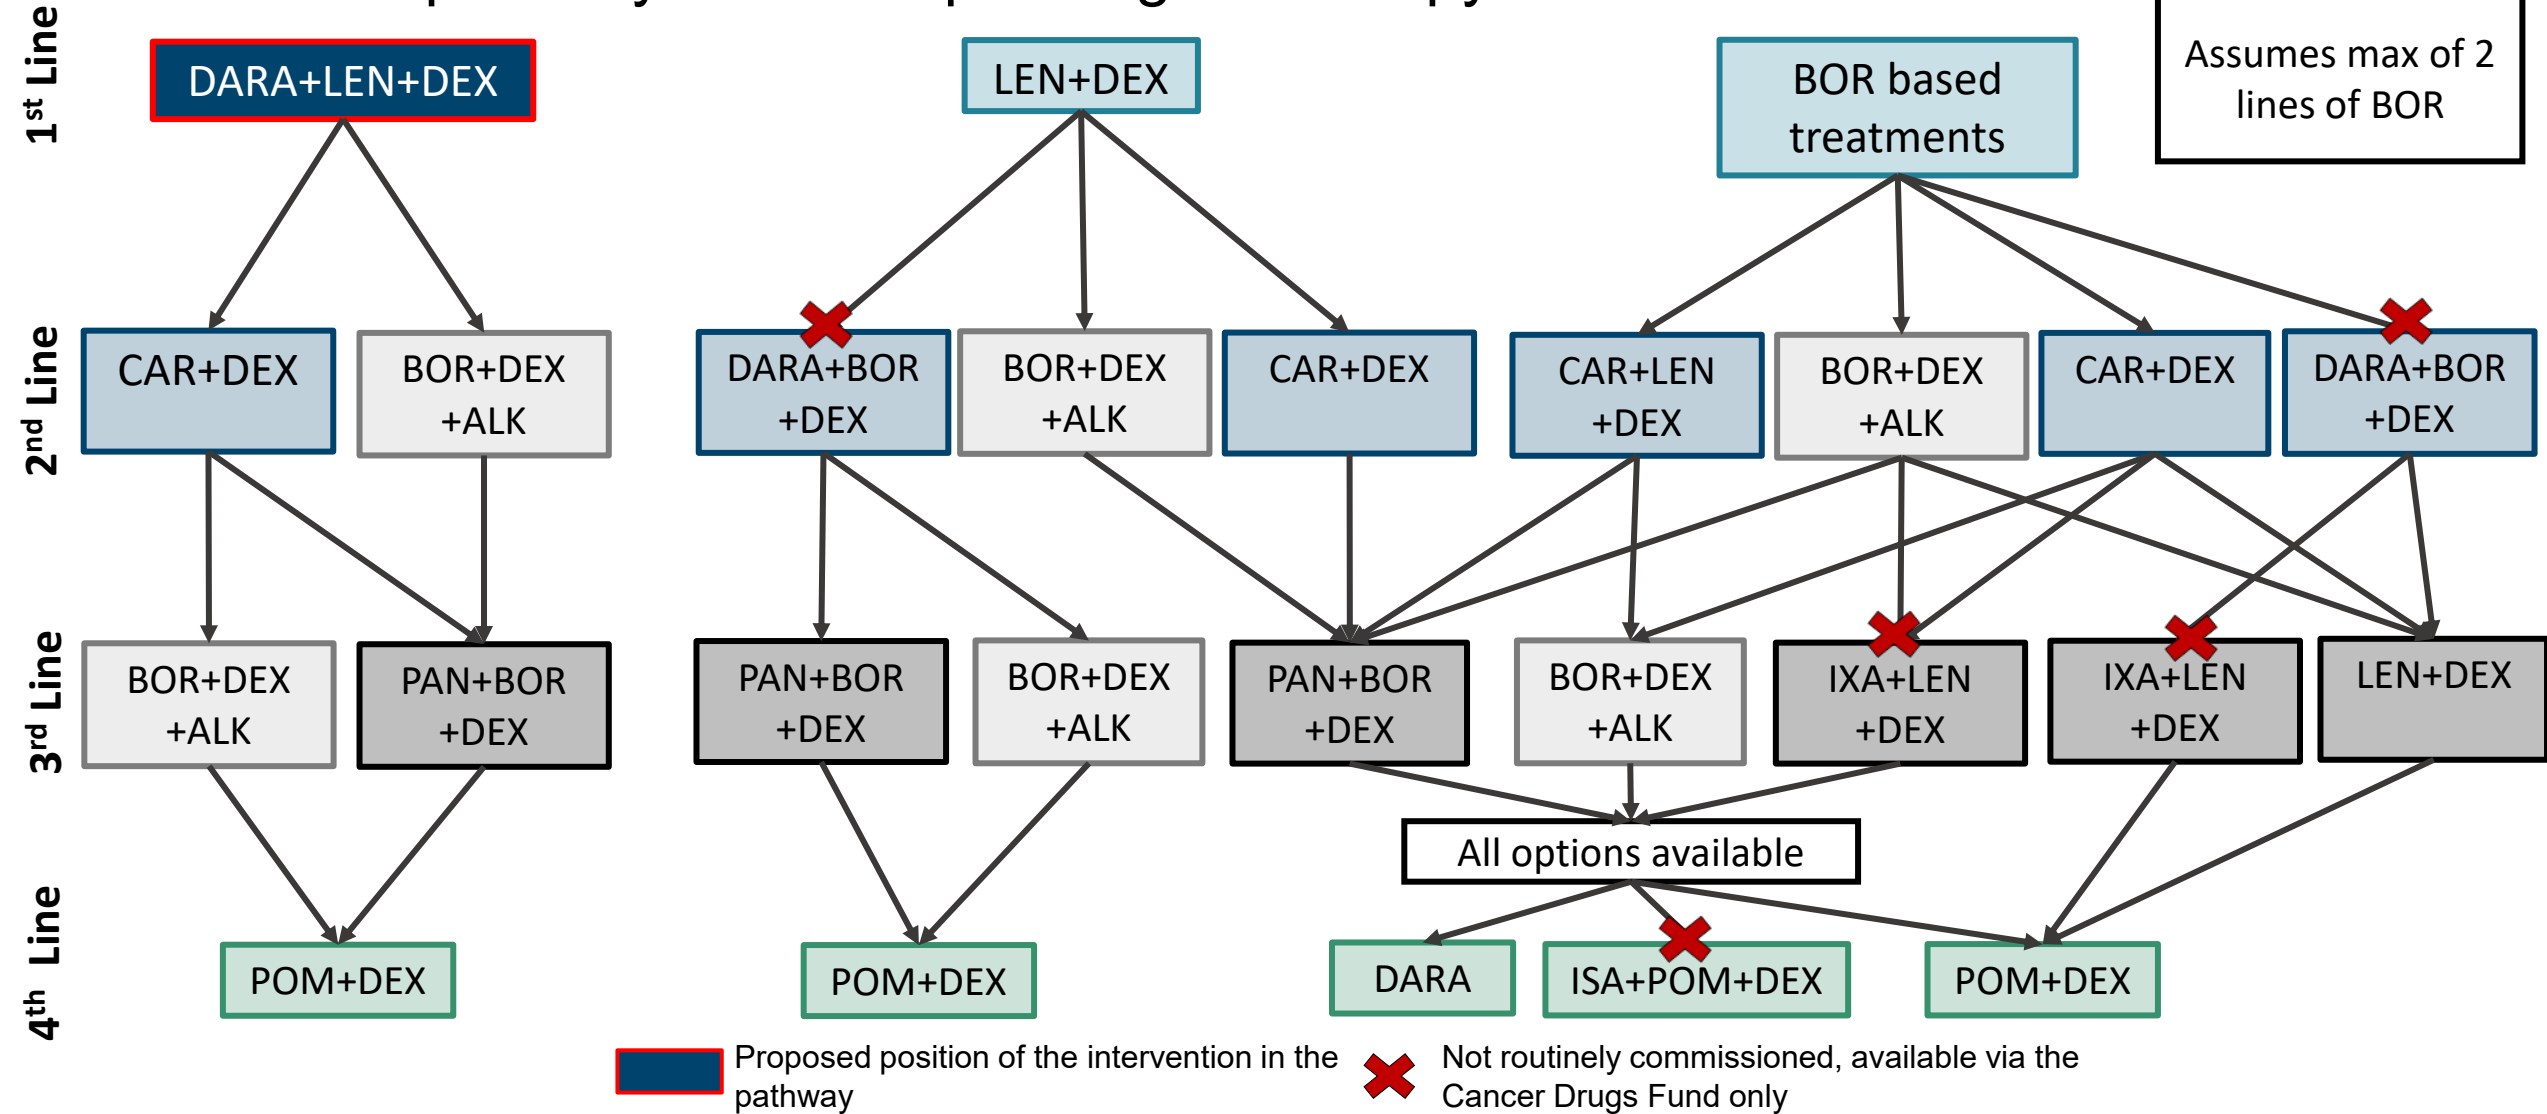 1st Line
DARA+LEN+DEX
LEN+DEX
BOR based
treatments
Assumes max of 2
lines of BOR
2nd Line
CAR+DEX
BOR+DEX
+ALK
DARA+BOR
+DEX
BOR+DEX
+ALK
CAR+DEX
CAR+LEN
+DEX
BOR+DEX
+ALK
CAR+DEX
DARA+BOR
+DEX
3rd Line
BOR+DEX
+ALK
PAN+BOR
+DEX
PAN+BOR
+DEX
BOR+DEX
+ALK
PAN+BOR
+DEX
BOR+DEX
+ALK
IXA+LEN
+DEX
IXA+LEN
+DEX
LEN+DEX
All options available
4th Line
POM+DEX
POM+DEX
DARA
ISA+POM+DEX
POM+DEX
Proposed position of the intervention in the
pathway
Not routinely commissioned, available via the
Cancer Drugs Fund only